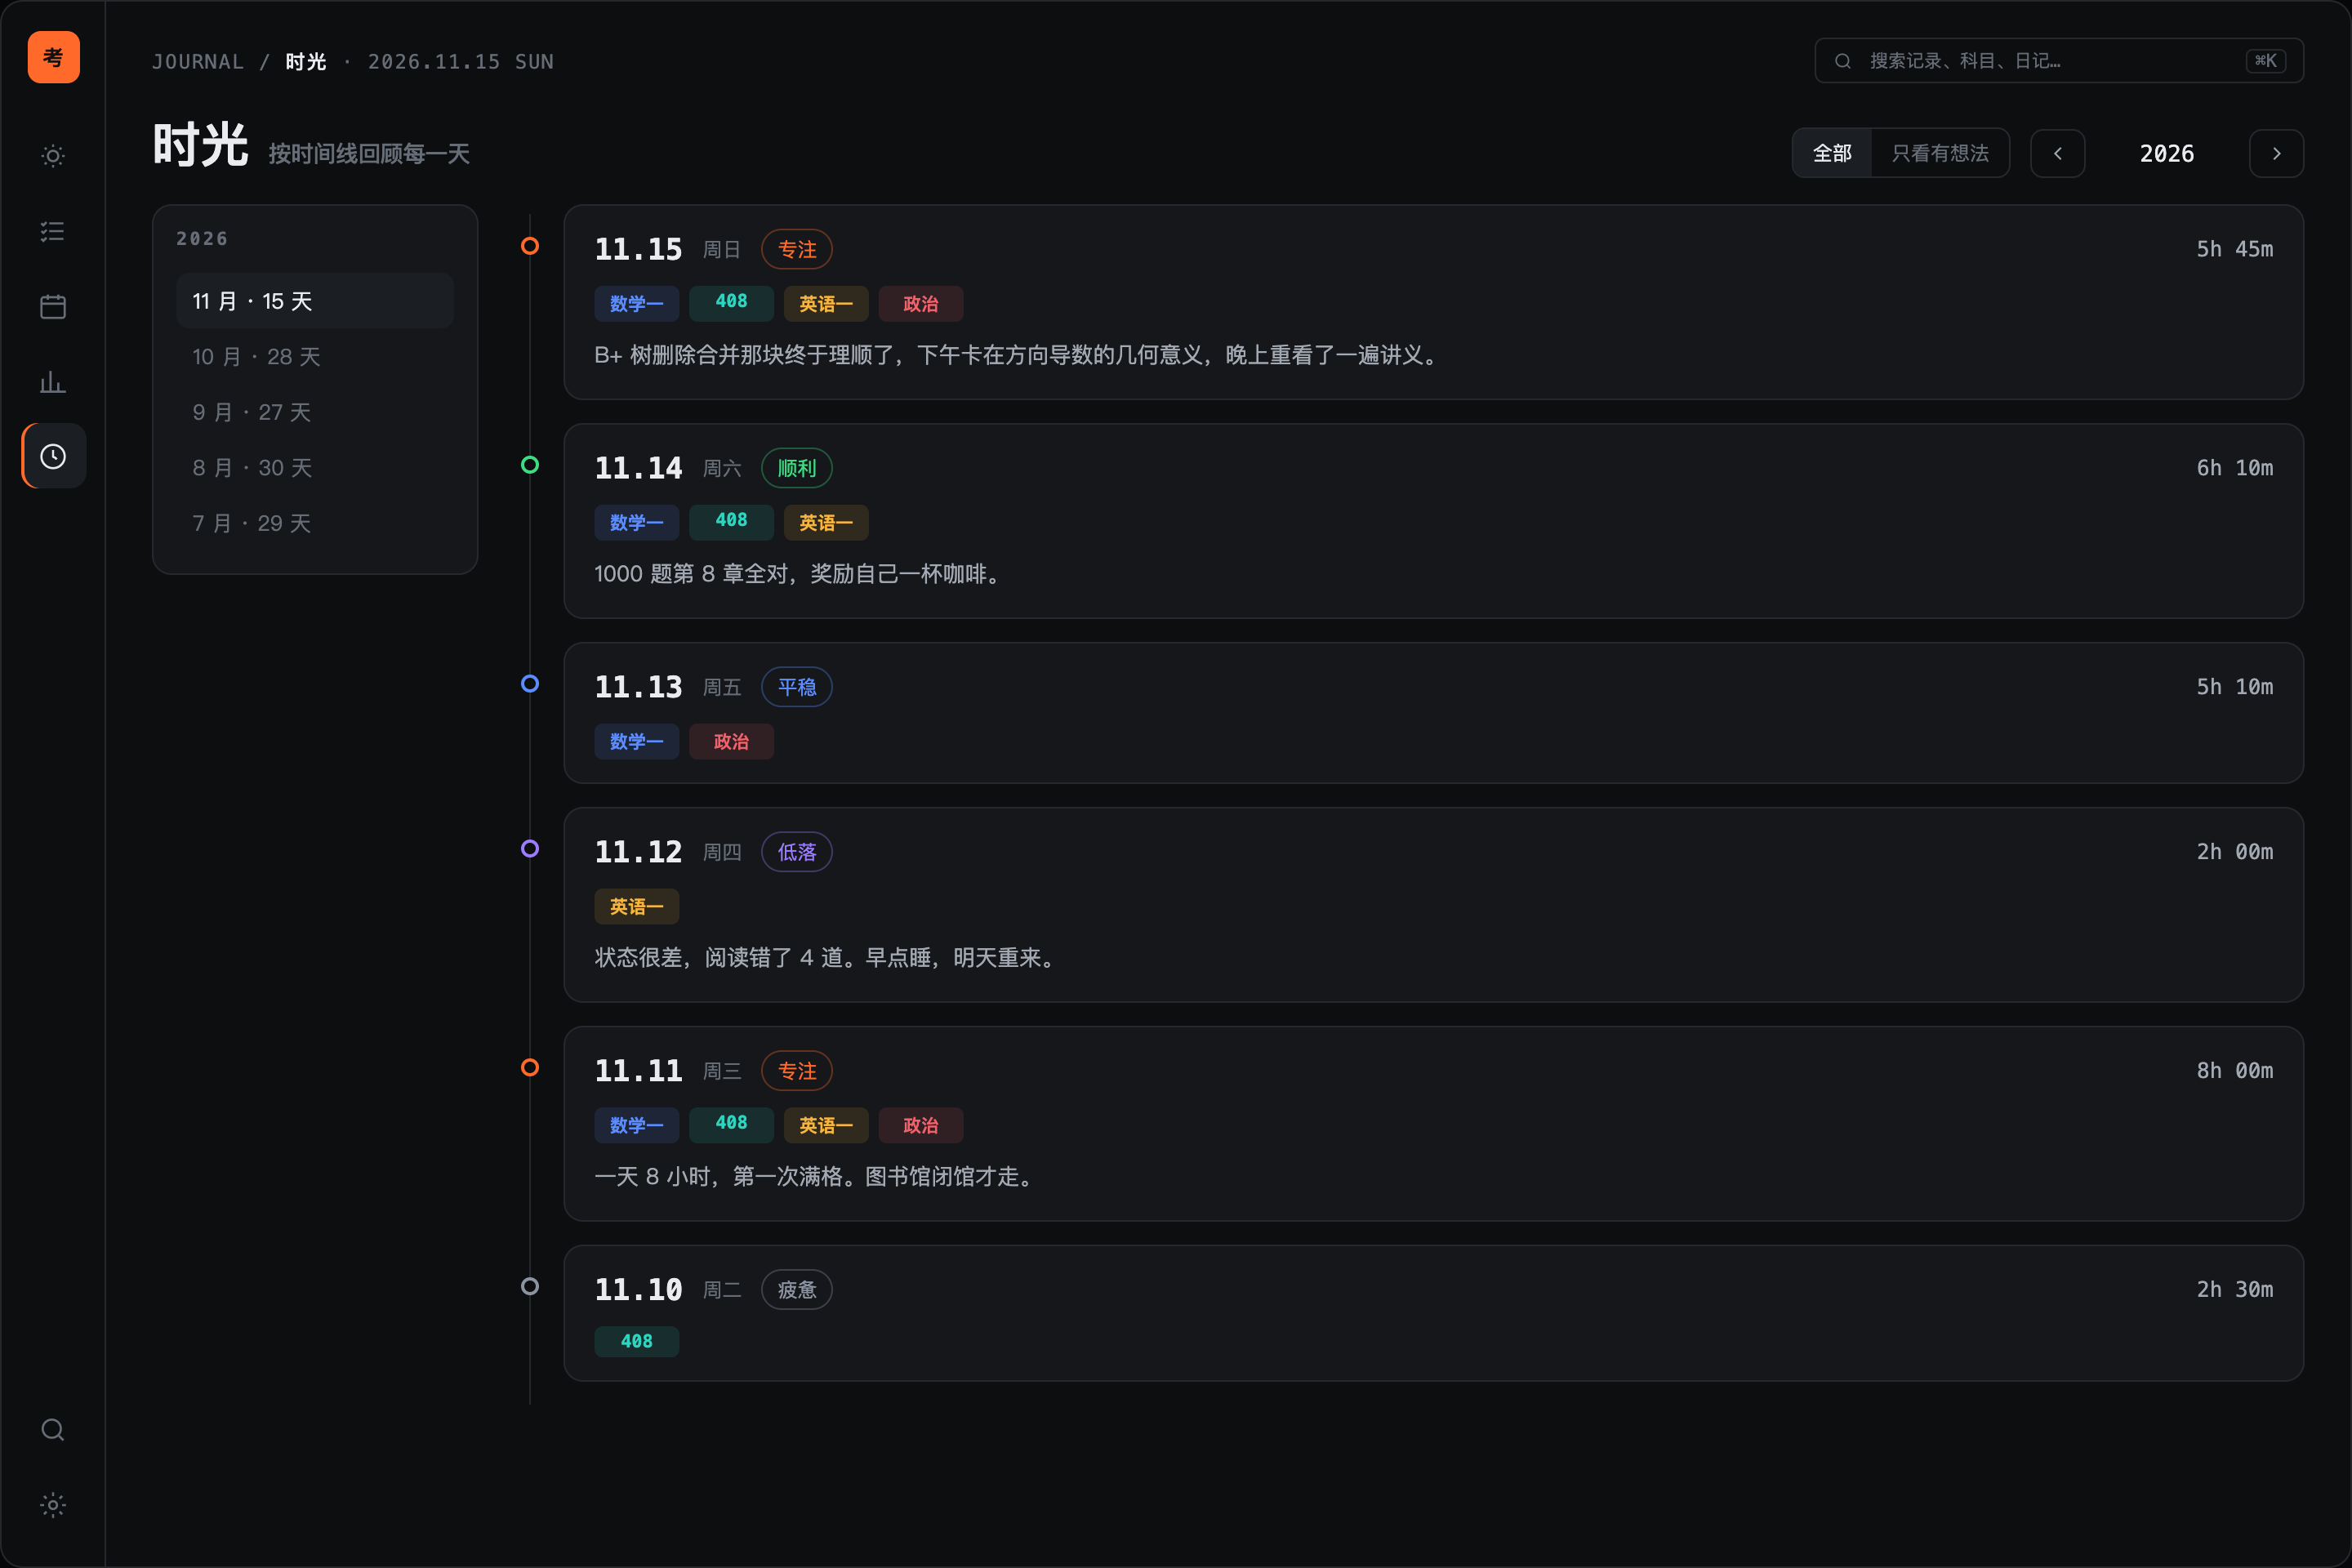 考
JOURNAL / 时光 · 2026.11.15 SUN
搜索记录、科目、日记… ⌘K
时光 按时间线回顾每一天
全部 只看有想法 2026
2026
11 月 · 15 天
10 月 · 28 天
9 月 · 27 天
8 月 · 30 天
7 月 · 29 天
11.15 周日 专注 5h 45m
数学一 408 英语一 政治
B+ 树删除合并那块终于理顺了，下午卡在方向导数的几何意义，晚上重看了一遍讲义。
11.14 周六 顺利 6h 10m
数学一 408 英语一
1000 题第 8 章全对，奖励自己一杯咖啡。
11.13 周五 平稳 5h 10m
数学一 政治
11.12 周四 低落 2h 00m
英语一
状态很差，阅读错了 4 道。早点睡，明天重来。
11.11 周三 专注 8h 00m
数学一 408 英语一 政治
一天 8 小时，第一次满格。图书馆闭馆才走。
11.10 周二 疲惫 2h 30m
408